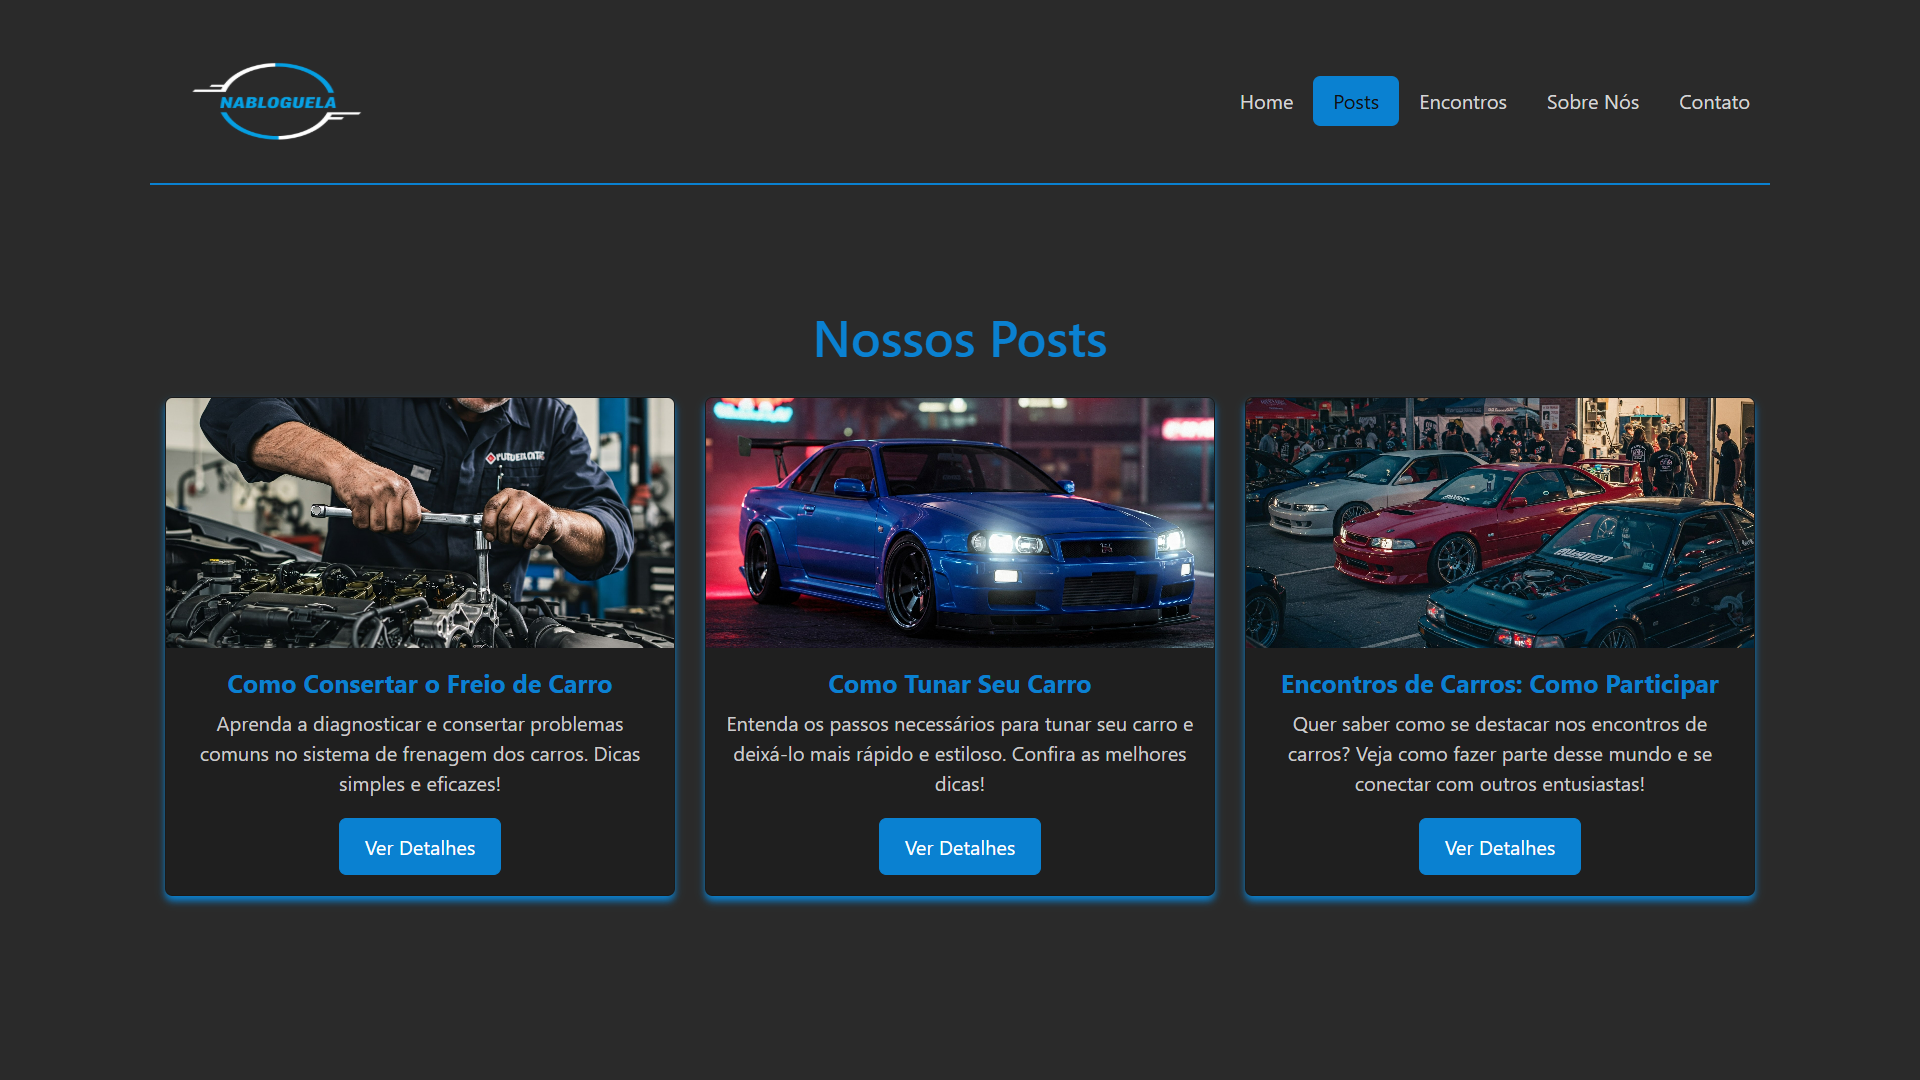 NABLOGUELA
Home
Posts
Encontros
Sobre Nós
Contato
Nossos Posts
Como Consertar o Freio de Carro
Aprenda a diagnosticar e consertar problemas
comuns no sistema de frenagem dos carros. Dicas
simples e eficazes!
Ver Detalhes
Como Tunar Seu Carro
Entenda os passos necessários para tunar seu carro e
deixá-lo mais rápido e estiloso. Confira as melhores
dicas!
Ver Detalhes
Encontros de Carros: Como Participar
Quer saber como se destacar nos encontros de
carros? Veja como fazer parte desse mundo e se
conectar com outros entusiastas!
Ver Detalhes